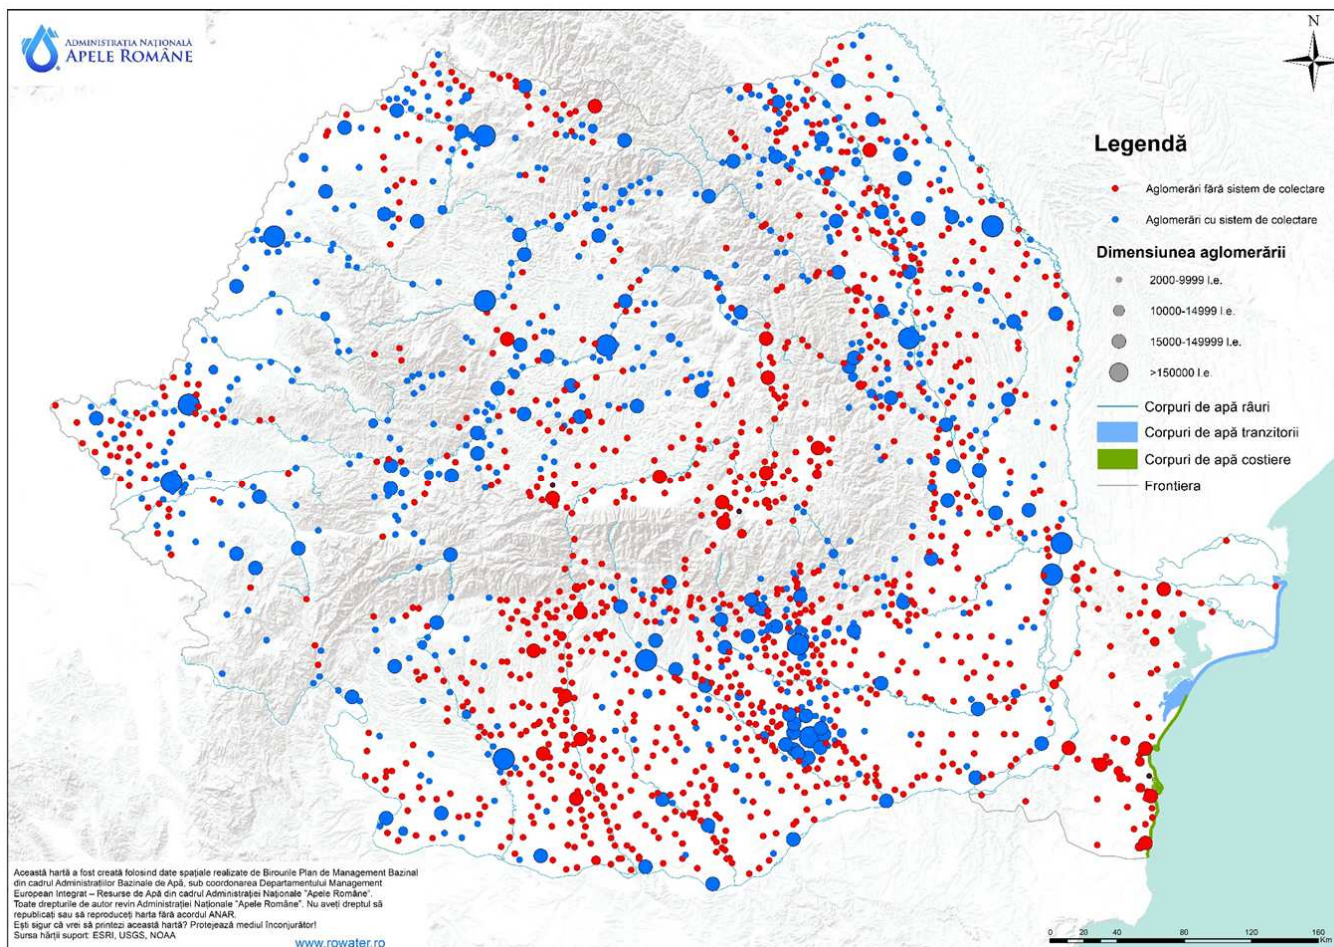 ADMINISTRAȚIA NAȚIONALĂ
APELE ROMÂNE
N
Legendă
Aglomerări fără sistem de colectare
Aglomerări cu sistem de colectare
Dimensiunea aglomerării
2000-9999 l.e.
10000-14999 l.e.
15000-149999 l.e.
>150000 l.e.
Corpuri de apă râuri
Corpuri de apă tranzitorii
Corpuri de apă costiere
Frontiera
Această hartă a fost creată folosind date spațiale realizate de Birourile Plan de Management Bazinal
din cadrul Administrațiilor Bazinale de Apă, sub coordonarea Departamentului Management
European Integrat – Resurse de Apă din cadrul Administrației Naționale "Apele Române".
Toate drepturile de autor revin Administrației Naționale "Apele Române". Nu aveți dreptul să
republicați sau să reproduceți harta fără acordul ANAR.
Ești sigur că vrei să printezi această hartă? Protejează mediul înconjurător!
Sursa hărții suport: ESRI, USGS, NOAA
www.rowater.ro
0 20 40 80 120 160
Km